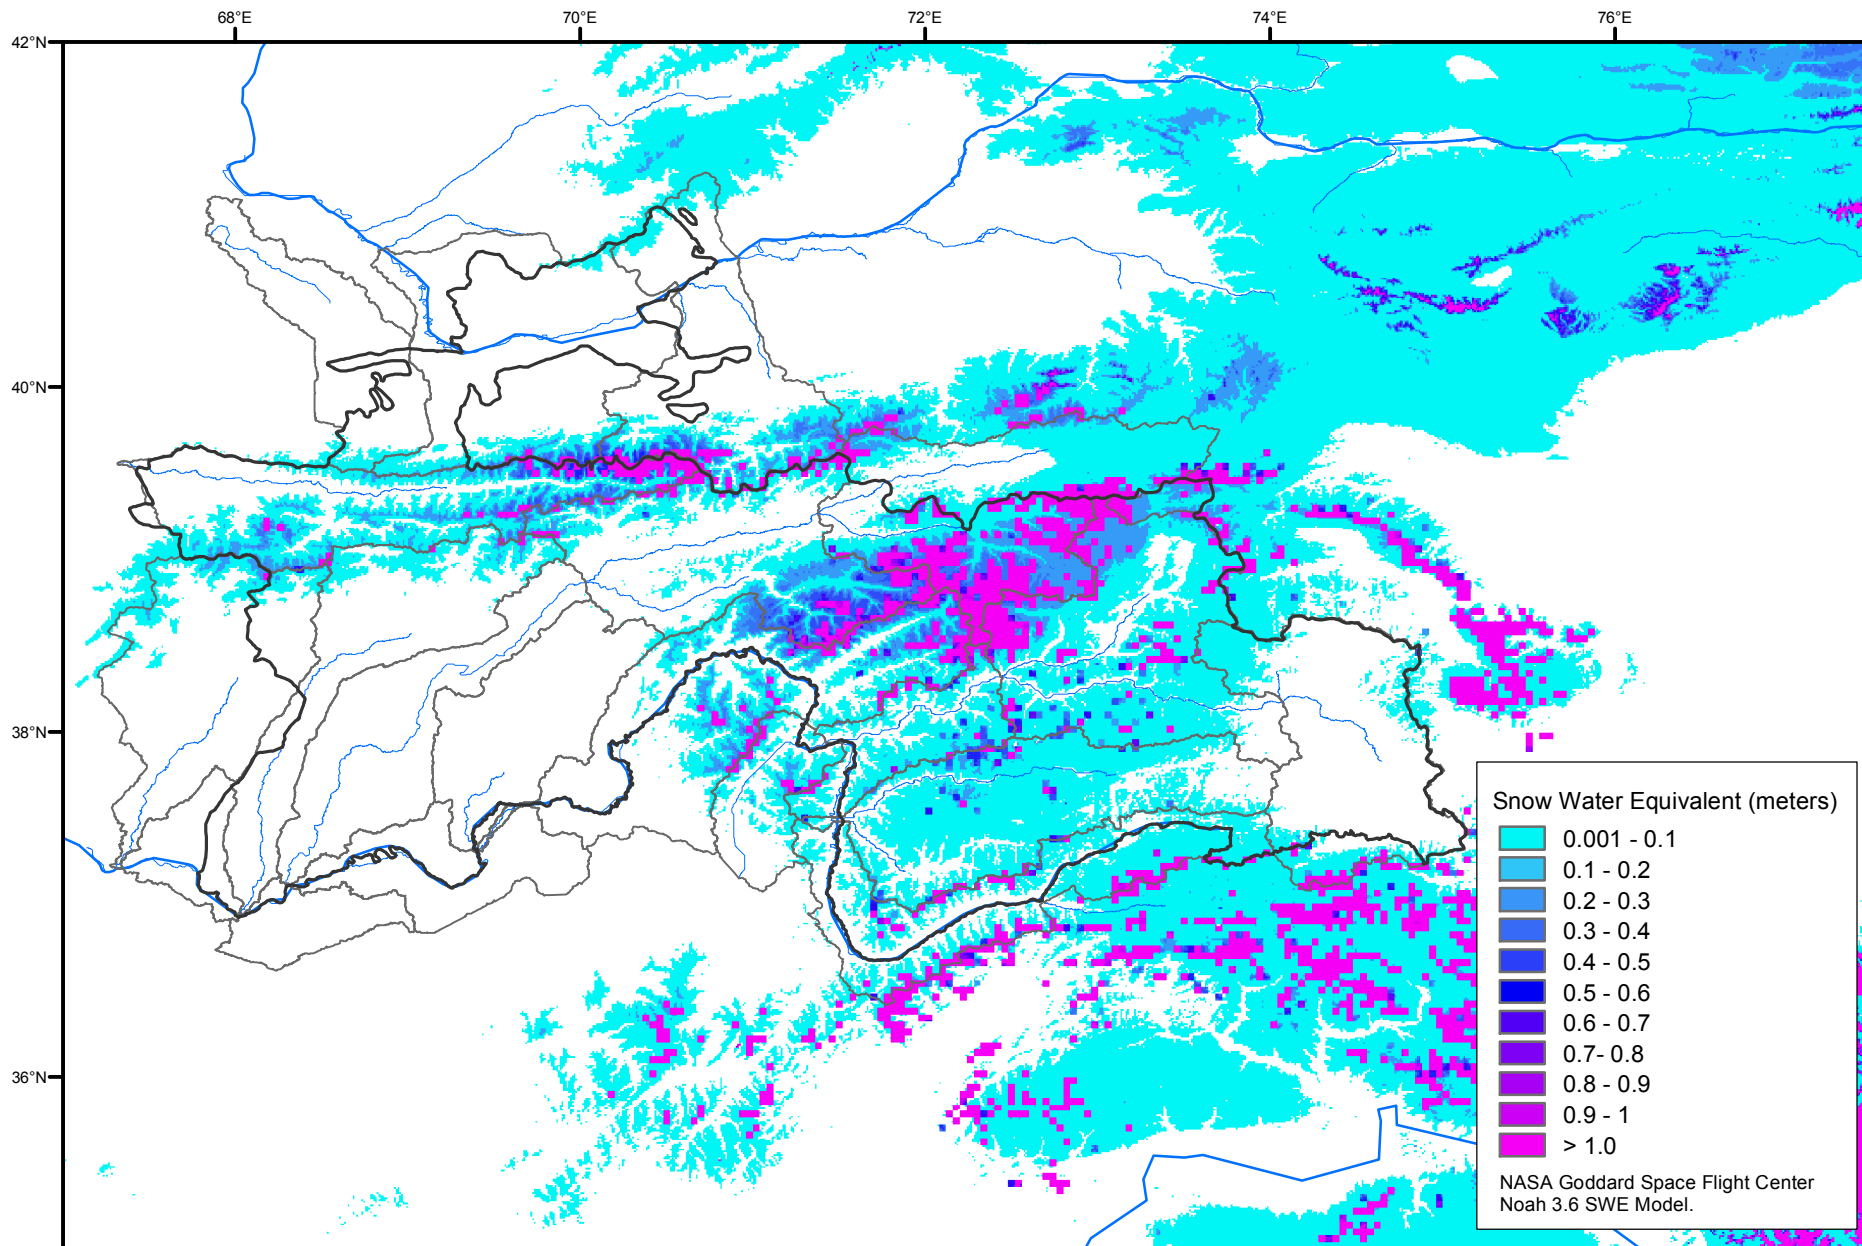 68°E 70°E 72°E 74°E 76°E
42°N
40°N
38°N
36°N
Snow Water Equivalent (meters)
0.001 - 0.1
0.1 - 0.2
0.2 - 0.3
0.3 - 0.4
0.4 - 0.5
0.5 - 0.6
0.6 - 0.7
0.7- 0.8
0.8 - 0.9
0.9 - 1
> 1.0
NASA Goddard Space Flight Center
Noah 3.6 SWE Model.